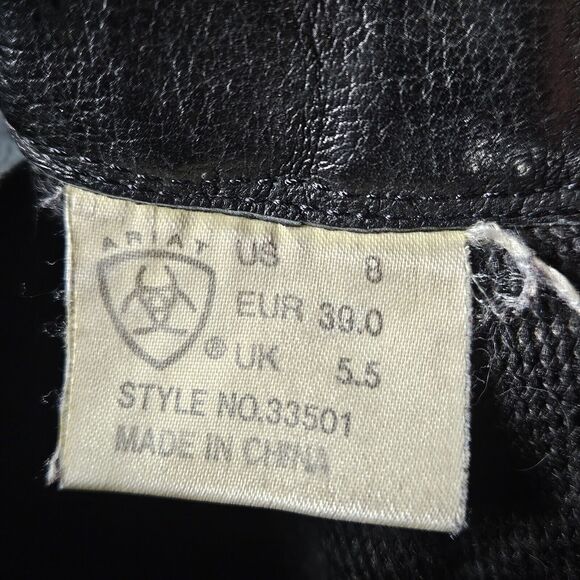 ARIAT
US 8
EUR 39.0
® UK 5.5
STYLE NO.33501
MADE IN CHINA